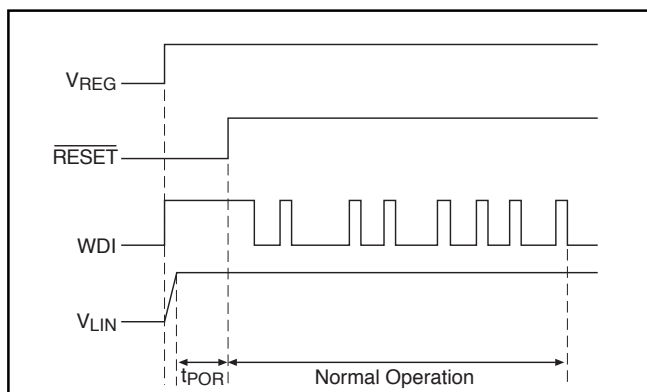 VREG
RESET
WDI
VLIN
tPOR
Normal Operation